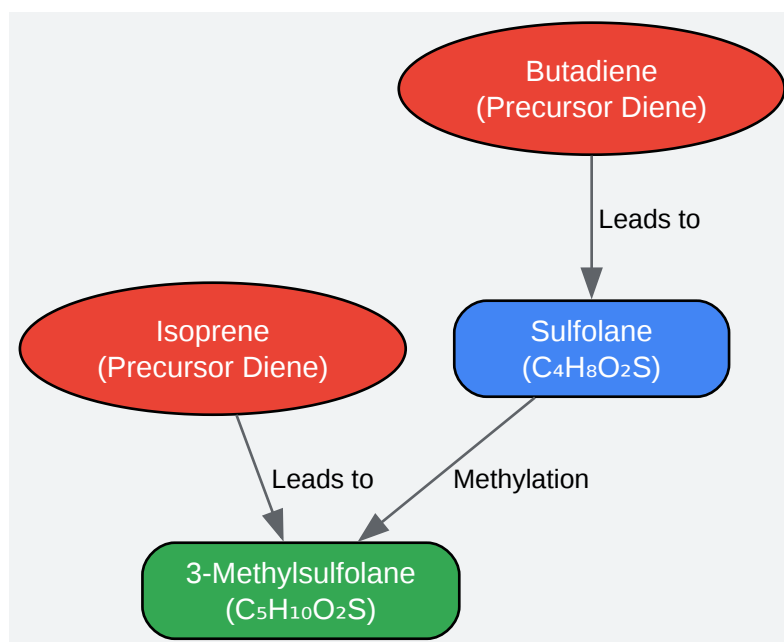 Butadiene
(Precursor Diene)
Leads to
Isoprene
(Precursor Diene)
Sulfolane
(C₄H₈O₂S)
Leads to
Methylation
3-Methylsulfolane
(C₅H₁₀O₂S)